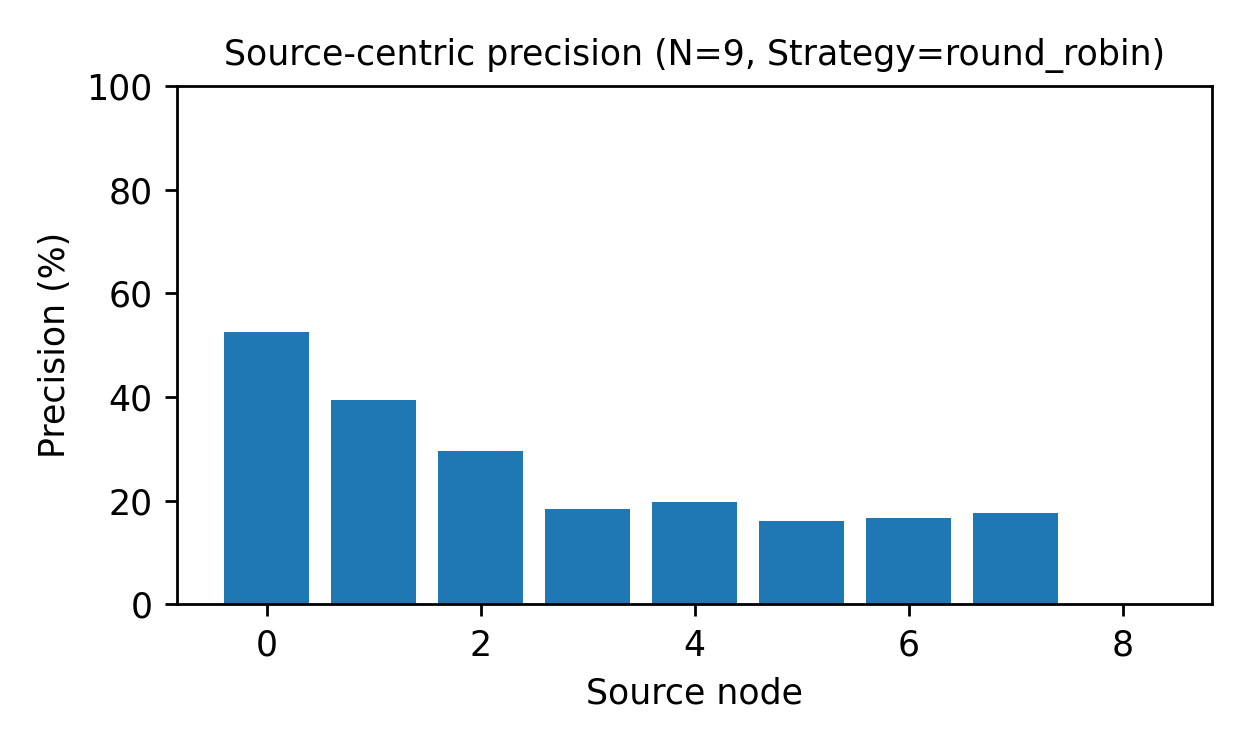 Source-centric precision (N=9, Strategy=round_robin)
100
80
60
40
20
0
Precision (%)
0 2 4 6 8
Source node